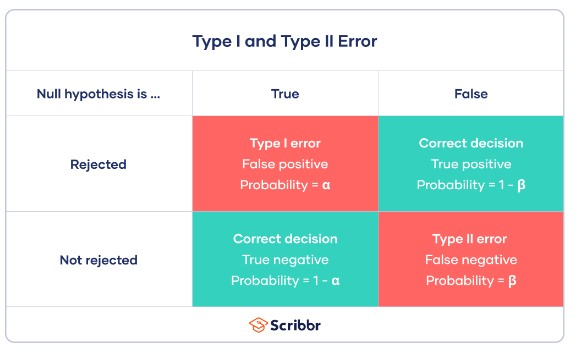 Type I and Type II Error
Null hypothesis is ... True False
Rejected
Type I error
False positive
Probability = α
Correct decision
True positive
Probability = 1 - β
Not rejected
Correct decision
True negative
Probability = 1 - α
Type II error
False negative
Probability = β
Scribbr